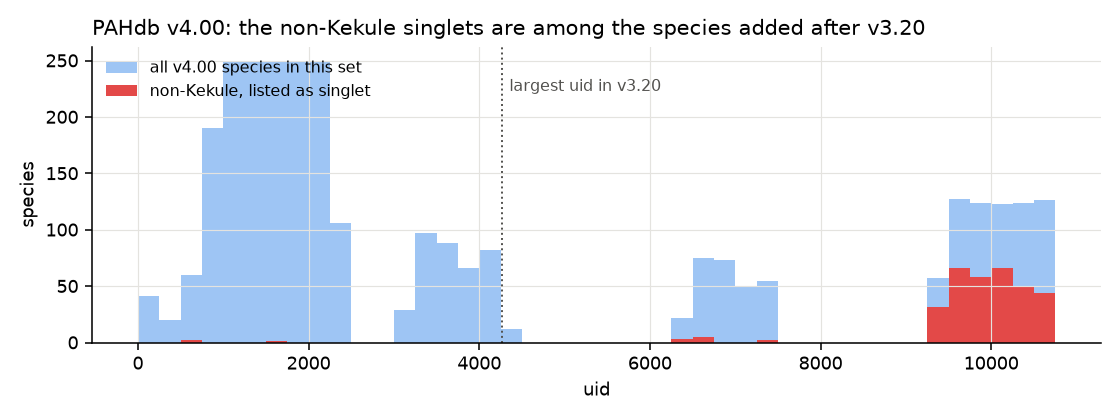 PAHdb v4.00: the non-Kekule singlets are among the species added after v3.20
all v4.00 species in this set
non-Kekule, listed as singlet
largest uid in v3.20
species
250
200
150
100
50
0
0
2000
4000
6000
8000
10000
uid